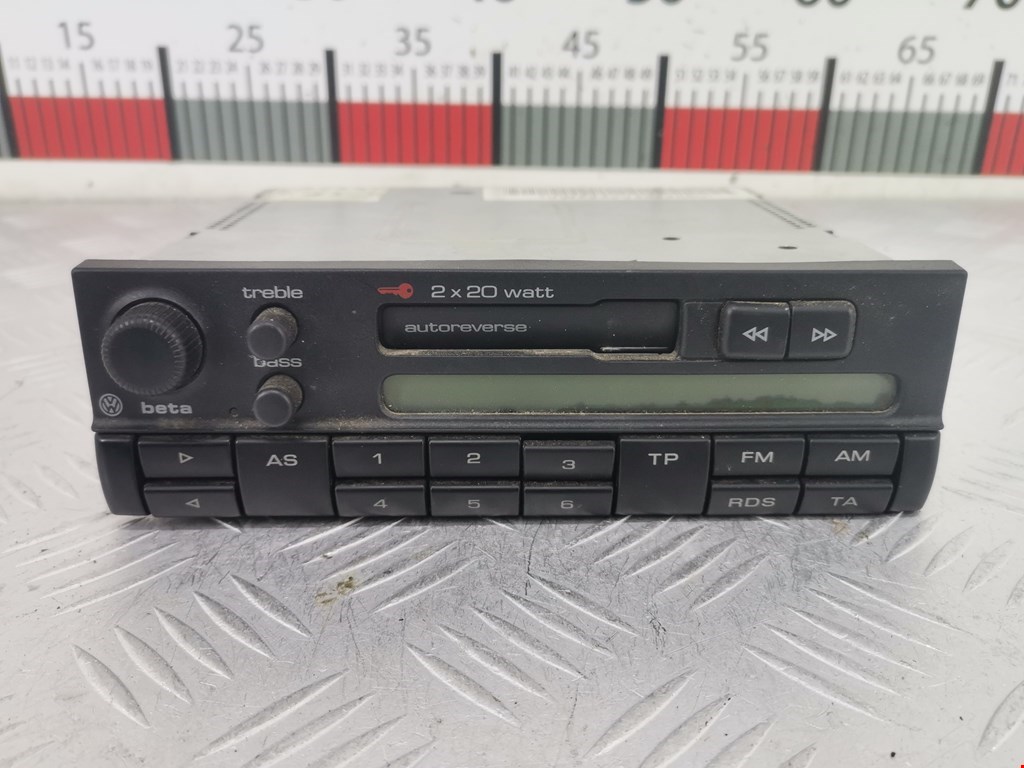 15 25 35 45 55 65
treble
2 x 20 watt
autoreverse
bass
beta
AS 1 2 3 TP FM AM
4 5 6 RDS TA